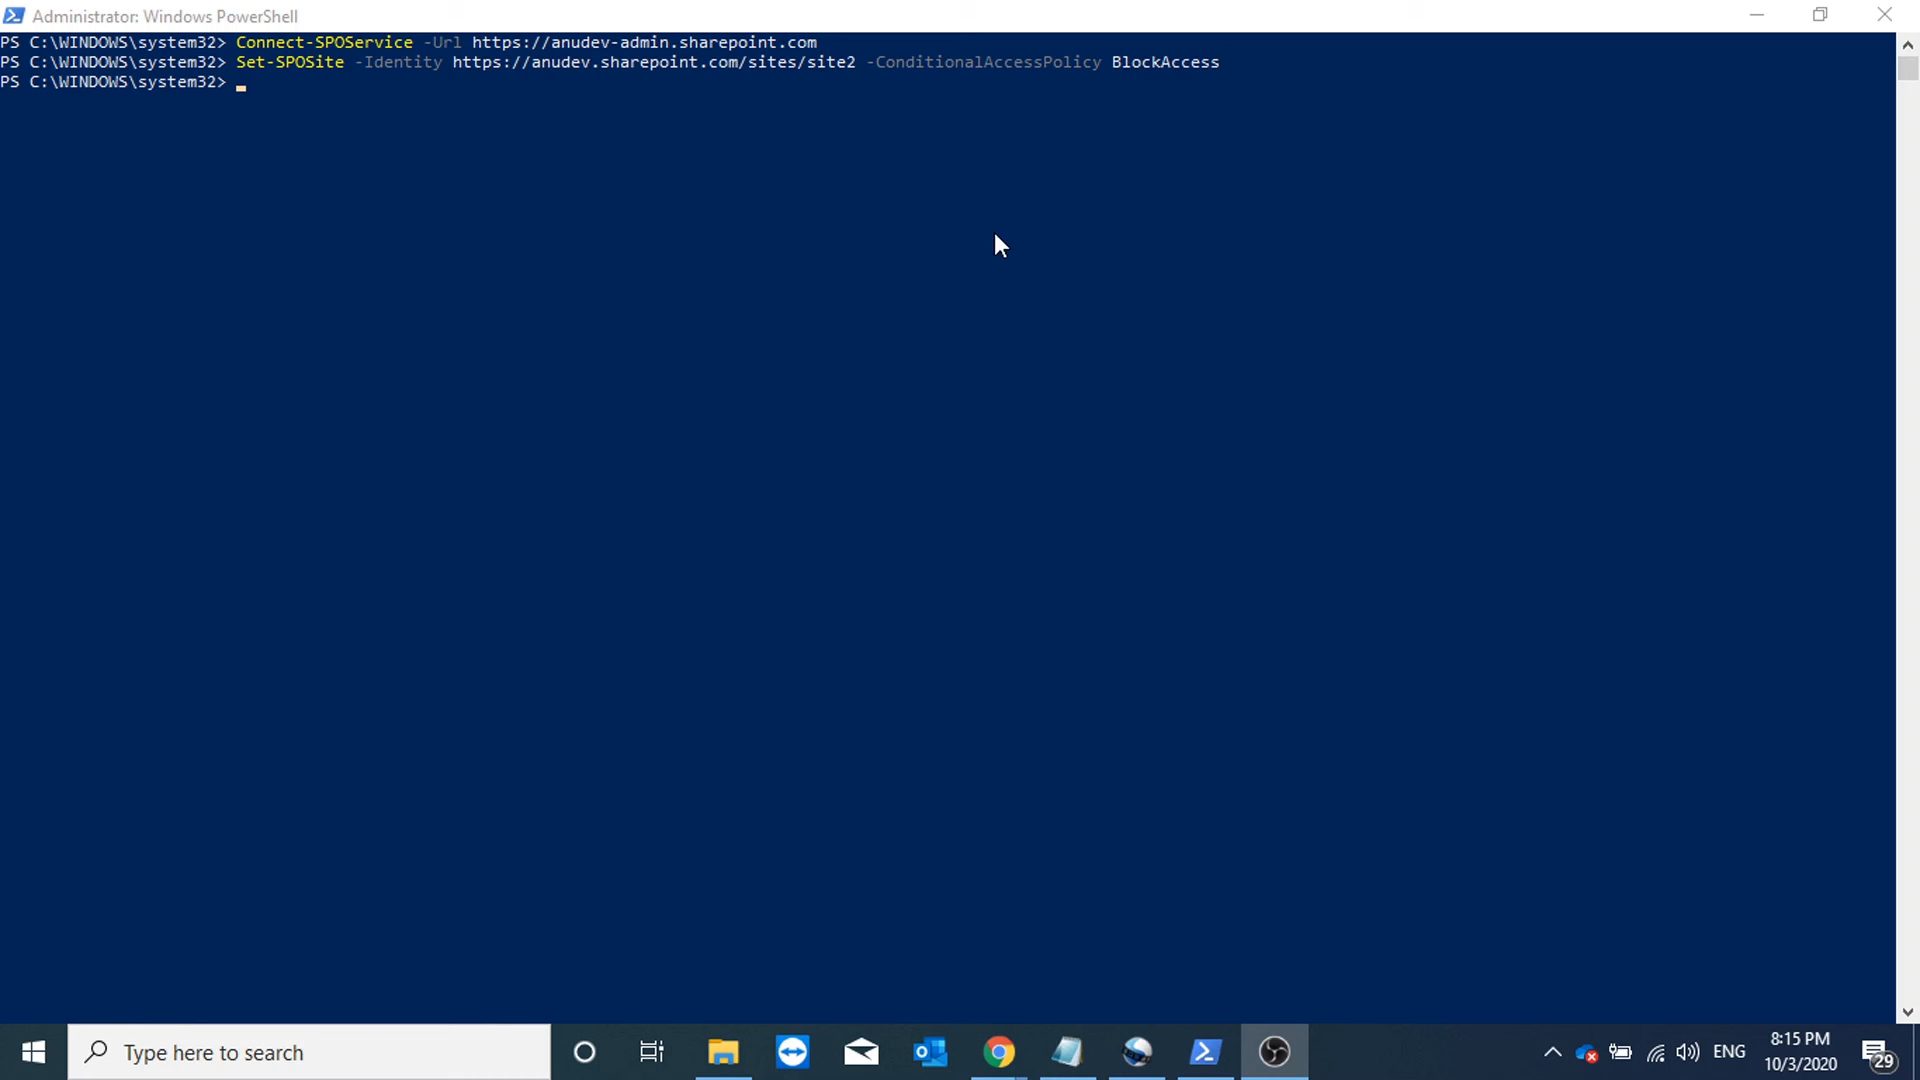 Administrator: Windows PowerShell
PS C:\WINDOWS\system32> Connect-SPOService -Url https://anudev-admin.sharepoint.com
PS C:\WINDOWS\system32> Set-SPOSite -Identity https://anudev.sharepoint.com/sites/site2 -ConditionalAccessPolicy BlockAccess
PS C:\WINDOWS\system32>
Type here to search
ENG
8:15 PM
10/3/2020
29